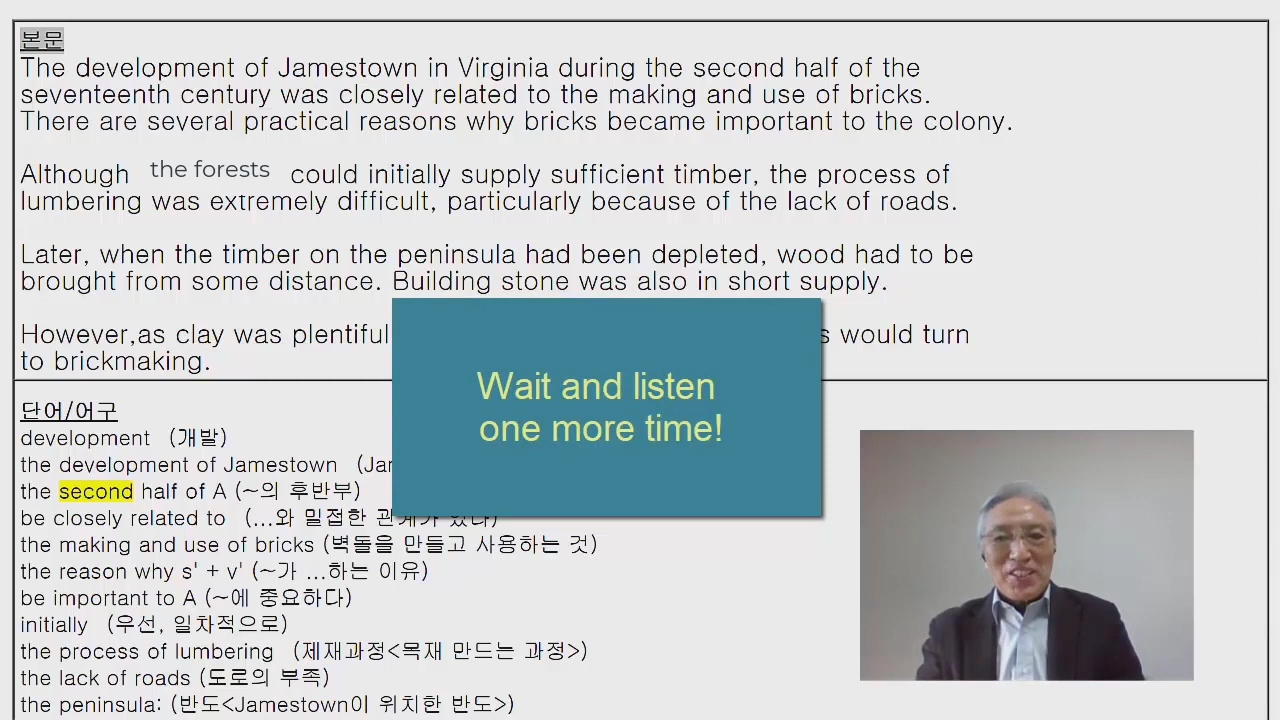 본문
The development of Jamestown in Virginia during the second half of the
seventeenth century was closely related to the making and use of bricks.
There are several practical reasons why bricks became important to the colony.
Although the forests could initially supply sufficient timber, the process of
lumbering was extremely difficult, particularly because of the lack of roads.
Later, when the timber on the peninsula had been depleted, wood had to be
brought from some distance. Building stone was also in short supply.
However,as clay was plentiful would turn
to brickmaking.
Wait and listen
one more time!
단어/어구
development (개발)
the development of Jamestown
the second half of A (~의 후반부)
be closely related to (...와 밀접한 관계가 있다)
the making and use of bricks (벽돌을 만들고 사용하는 것)
the reason why s' + v' (~가 ...하는 이유)
be important to A (~에 중요하다)
initially (우선, 일차적으로)
the process of lumbering (제재과정<목재 만드는 과정>)
the lack of roads (도로의 부족)
the peninsula: (반도<Jamestown이 위치한 반도>)